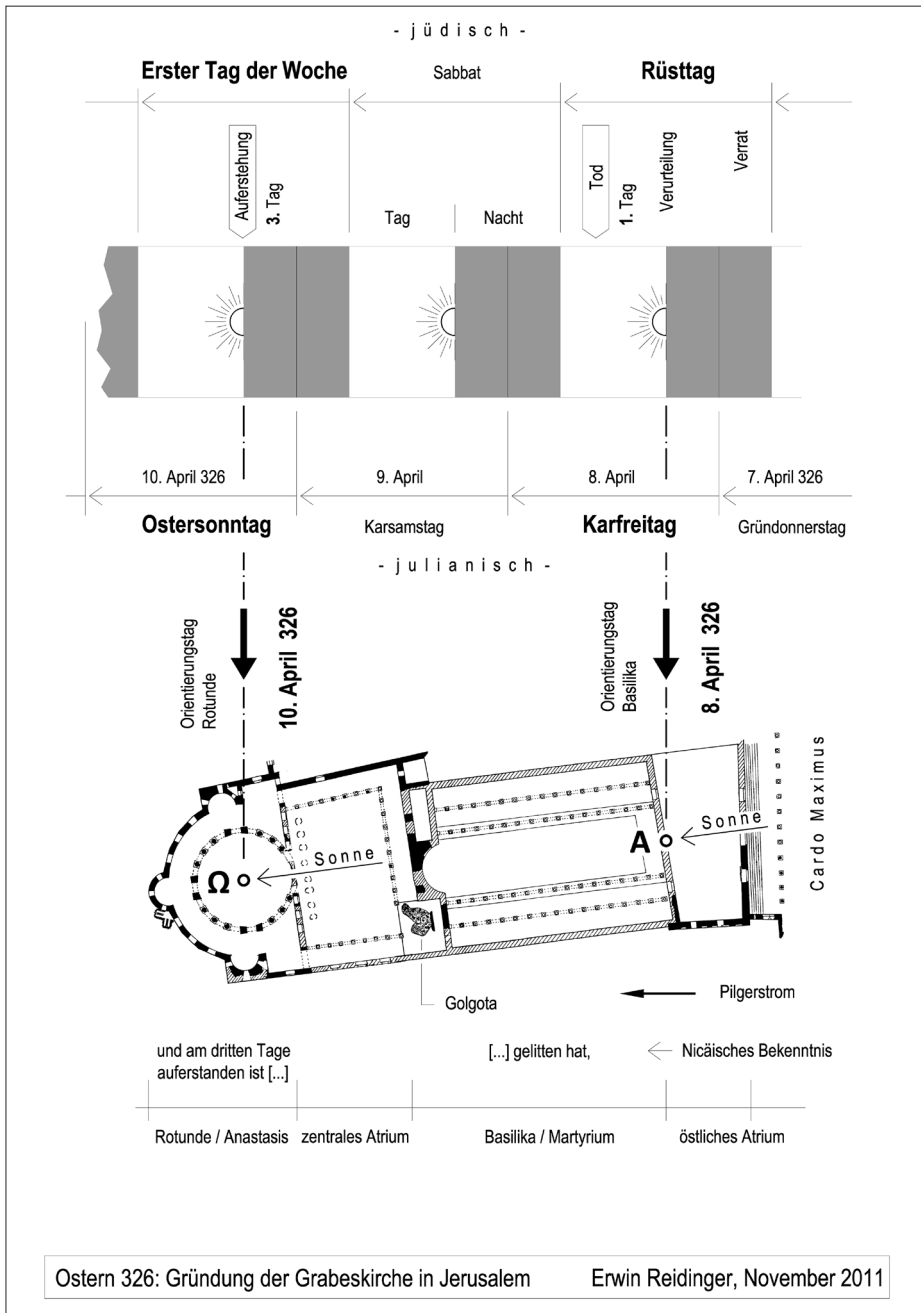 - jüdisch -
Erster Tag der Woche Sabbat Rüsttag
Auferstehung
3. Tag
Tag
Nacht
Tod
1. Tag
Verurteilung
Verrat
10. April 326 9. April 8. April 7. April 326
Ostersonntag Karsamstag Karfreitag Gründonnerstag
- julianisch -
Orientierungstag
Rotunde
10. April 326
Orientierungstag
Basilika
8. April 326
Cardo Maximus
Ω
Sonne
A
Sonne
Golgota
Pilgerstrom
und am dritten Tage
auferstanden ist [...]
[...] gelitten hat,
Nicäisches Bekenntnis
Rotunde / Anastasis zentrales Atrium Basilika / Martyrium östliches Atrium
Ostern 326: Gründung der Grabeskirche in Jerusalem Erwin Reidinger, November 2011